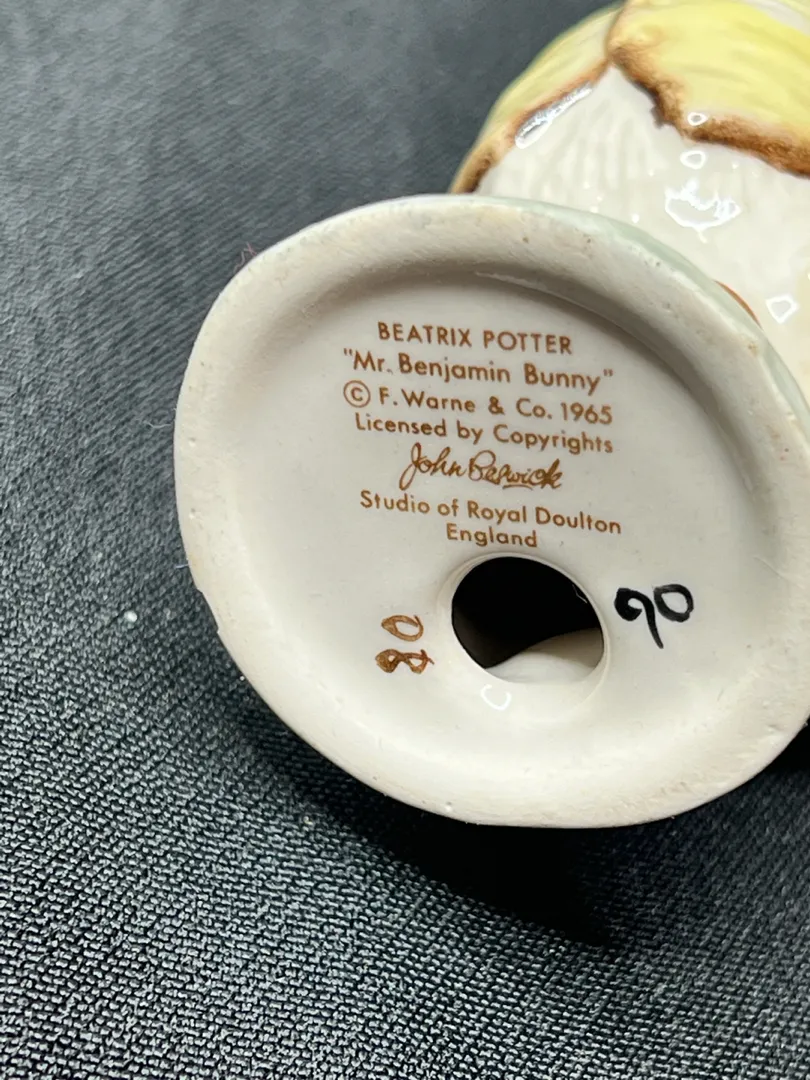 BEATRIX POTTER
"Mr. Benjamin Bunny"
© F. Warne & Co. 1965
Licensed by Copyrights
John Beswick
Studio of Royal Doulton
England
90